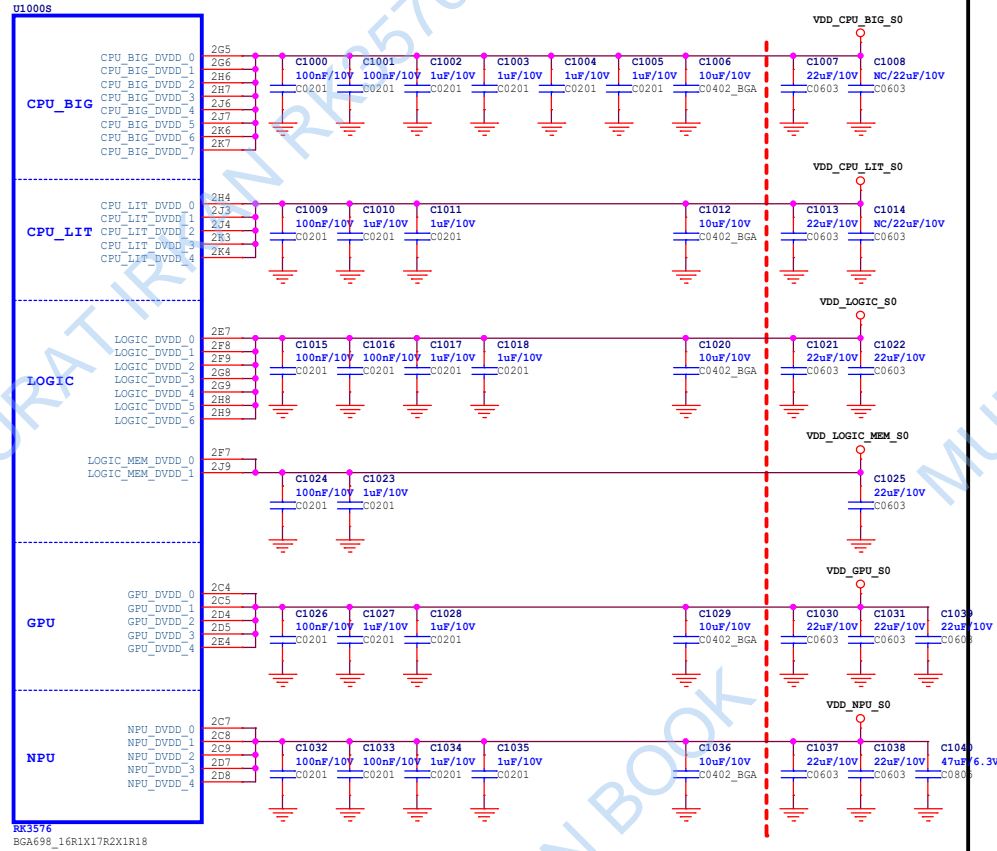 U1000S
VDD_CPU_BIG_S0
CPU_BIG
CPU_BIG_DVDD_0 2G5
CPU_BIG_DVDD_1 2G6
CPU_BIG_DVDD_2 2H6
CPU_BIG_DVDD_3 2H7
CPU_BIG_DVDD_4 2J6
CPU_BIG_DVDD_5 2J7
CPU_BIG_DVDD_6 2K6
CPU_BIG_DVDD_7 2K7
C1000 C1001 C1002 C1003 C1004 C1005 C1006 C1007 C1008
100nF/10V 100nF/10V 1uF/10V 1uF/10V 1uF/10V 1uF/10V 10uF/10V 22uF/10V NC/22uF/10V
C0201 C0201 C0201 C0201 C0201 C0201 C0402_BGA C0603 C0603
VDD_CPU_LIT_S0
CPU_LIT
CPU_LIT_DVDD_0 2H4
CPU_LIT_DVDD_1 2J3
CPU_LIT_DVDD_2 2J4
CPU_LIT_DVDD_3 2K3
CPU_LIT_DVDD_4 2K4
C1009 C1010 C1011 C1012 C1013 C1014
100nF/10V 1uF/10V 1uF/10V 10uF/10V 22uF/10V NC/22uF/10V
C0201 C0201 C0201 C0402_BGA C0603 C0603
VDD_LOGIC_S0
LOGIC
LOGIC_DVDD_0 2E7
LOGIC_DVDD_1 2F8
LOGIC_DVDD_2 2F9
LOGIC_DVDD_3 2G8
LOGIC_DVDD_4 2G9
LOGIC_DVDD_5 2H8
LOGIC_DVDD_6 2H9
C1015 C1016 C1017 C1018 C1020 C1021 C1022
100nF/10V 100nF/10V 1uF/10V 1uF/10V 10uF/10V 22uF/10V 22uF/10V
C0201 C0201 C0201 C0201 C0402_BGA C0603 C0603
VDD_LOGIC_MEM_S0
LOGIC_MEM_DVDD_0 2F7
LOGIC_MEM_DVDD_1 2J9
C1024 C1023 C1025
100nF/10V 1uF/10V 22uF/10V
C0201 C0201 C0603
VDD_GPU_S0
GPU
GPU_DVDD_0 2C4
GPU_DVDD_1 2C5
GPU_DVDD_2 2D4
GPU_DVDD_3 2D5
GPU_DVDD_4 2E4
C1026 C1027 C1028 C1029 C1030 C1031 C1039
100nF/10V 1uF/10V 1uF/10V 10uF/10V 22uF/10V 22uF/10V 22uF/10V
C0201 C0201 C0201 C0402_BGA C0603 C0603 C0603
VDD_NPU_S0
NPU
NPU_DVDD_0 2C7
NPU_DVDD_1 2C8
NPU_DVDD_2 2C9
NPU_DVDD_3 2D7
NPU_DVDD_4 2D8
C1032 C1033 C1034 C1035 C1036 C1037 C1038 C1040
100nF/10V 100nF/10V 1uF/10V 1uF/10V 10uF/10V 22uF/10V 22uF/10V 47uF/6.3V
C0201 C0201 C0201 C0201 C0402_BGA C0603 C0603 C0805
RK3576
BGA698_16R1X17R2X1R18